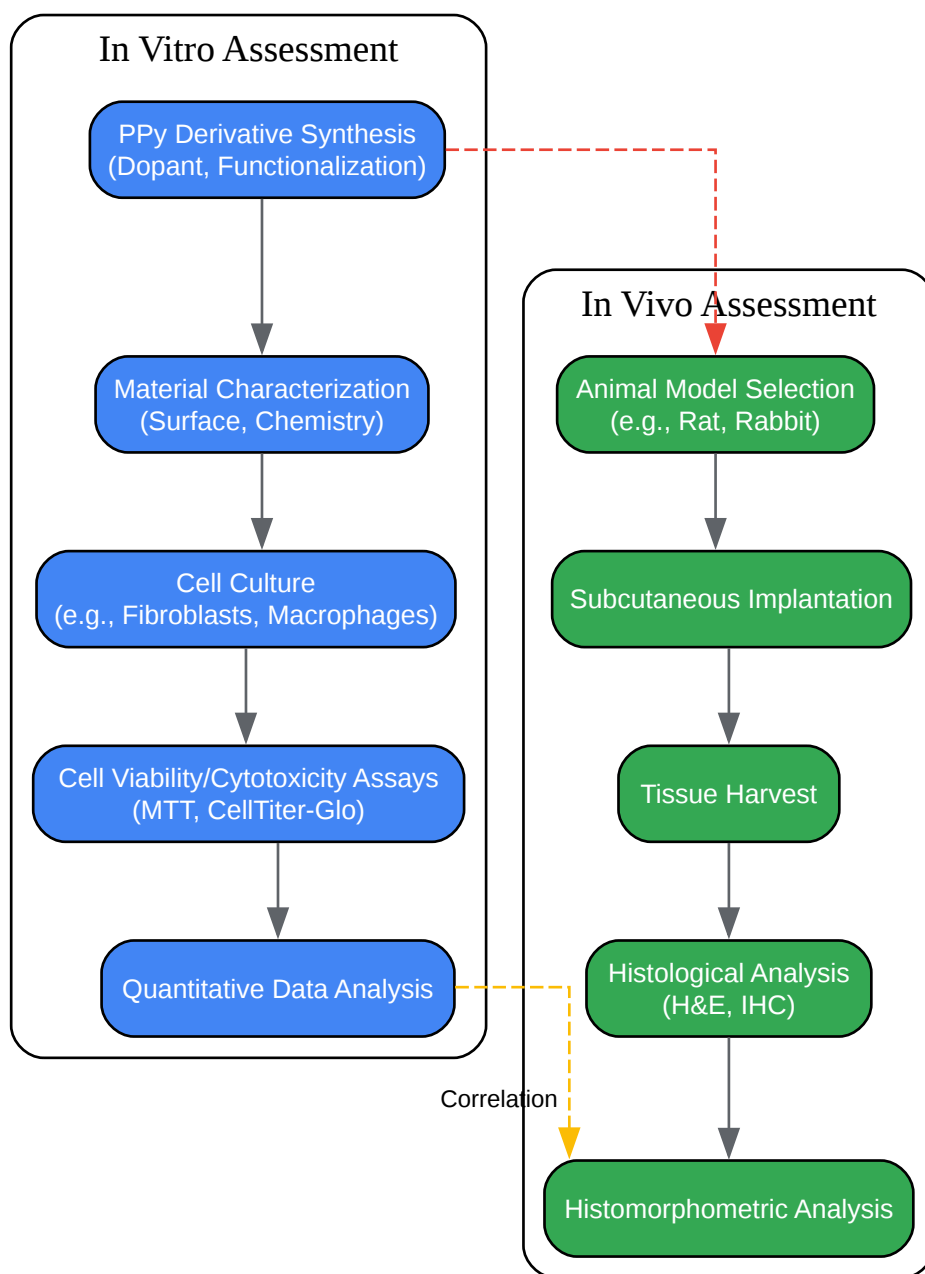 In Vitro Assessment
PPy Derivative Synthesis
(Dopant, Functionalization)
Material Characterization
(Surface, Chemistry)
Cell Culture
(e.g., Fibroblasts, Macrophages)
Cell Viability/Cytotoxicity Assays
(MTT, CellTiter-Glo)
Quantitative Data Analysis
Correlation
In Vivo Assessment
Animal Model Selection
(e.g., Rat, Rabbit)
Subcutaneous Implantation
Tissue Harvest
Histological Analysis
(H&E, IHC)
Histomorphometric Analysis